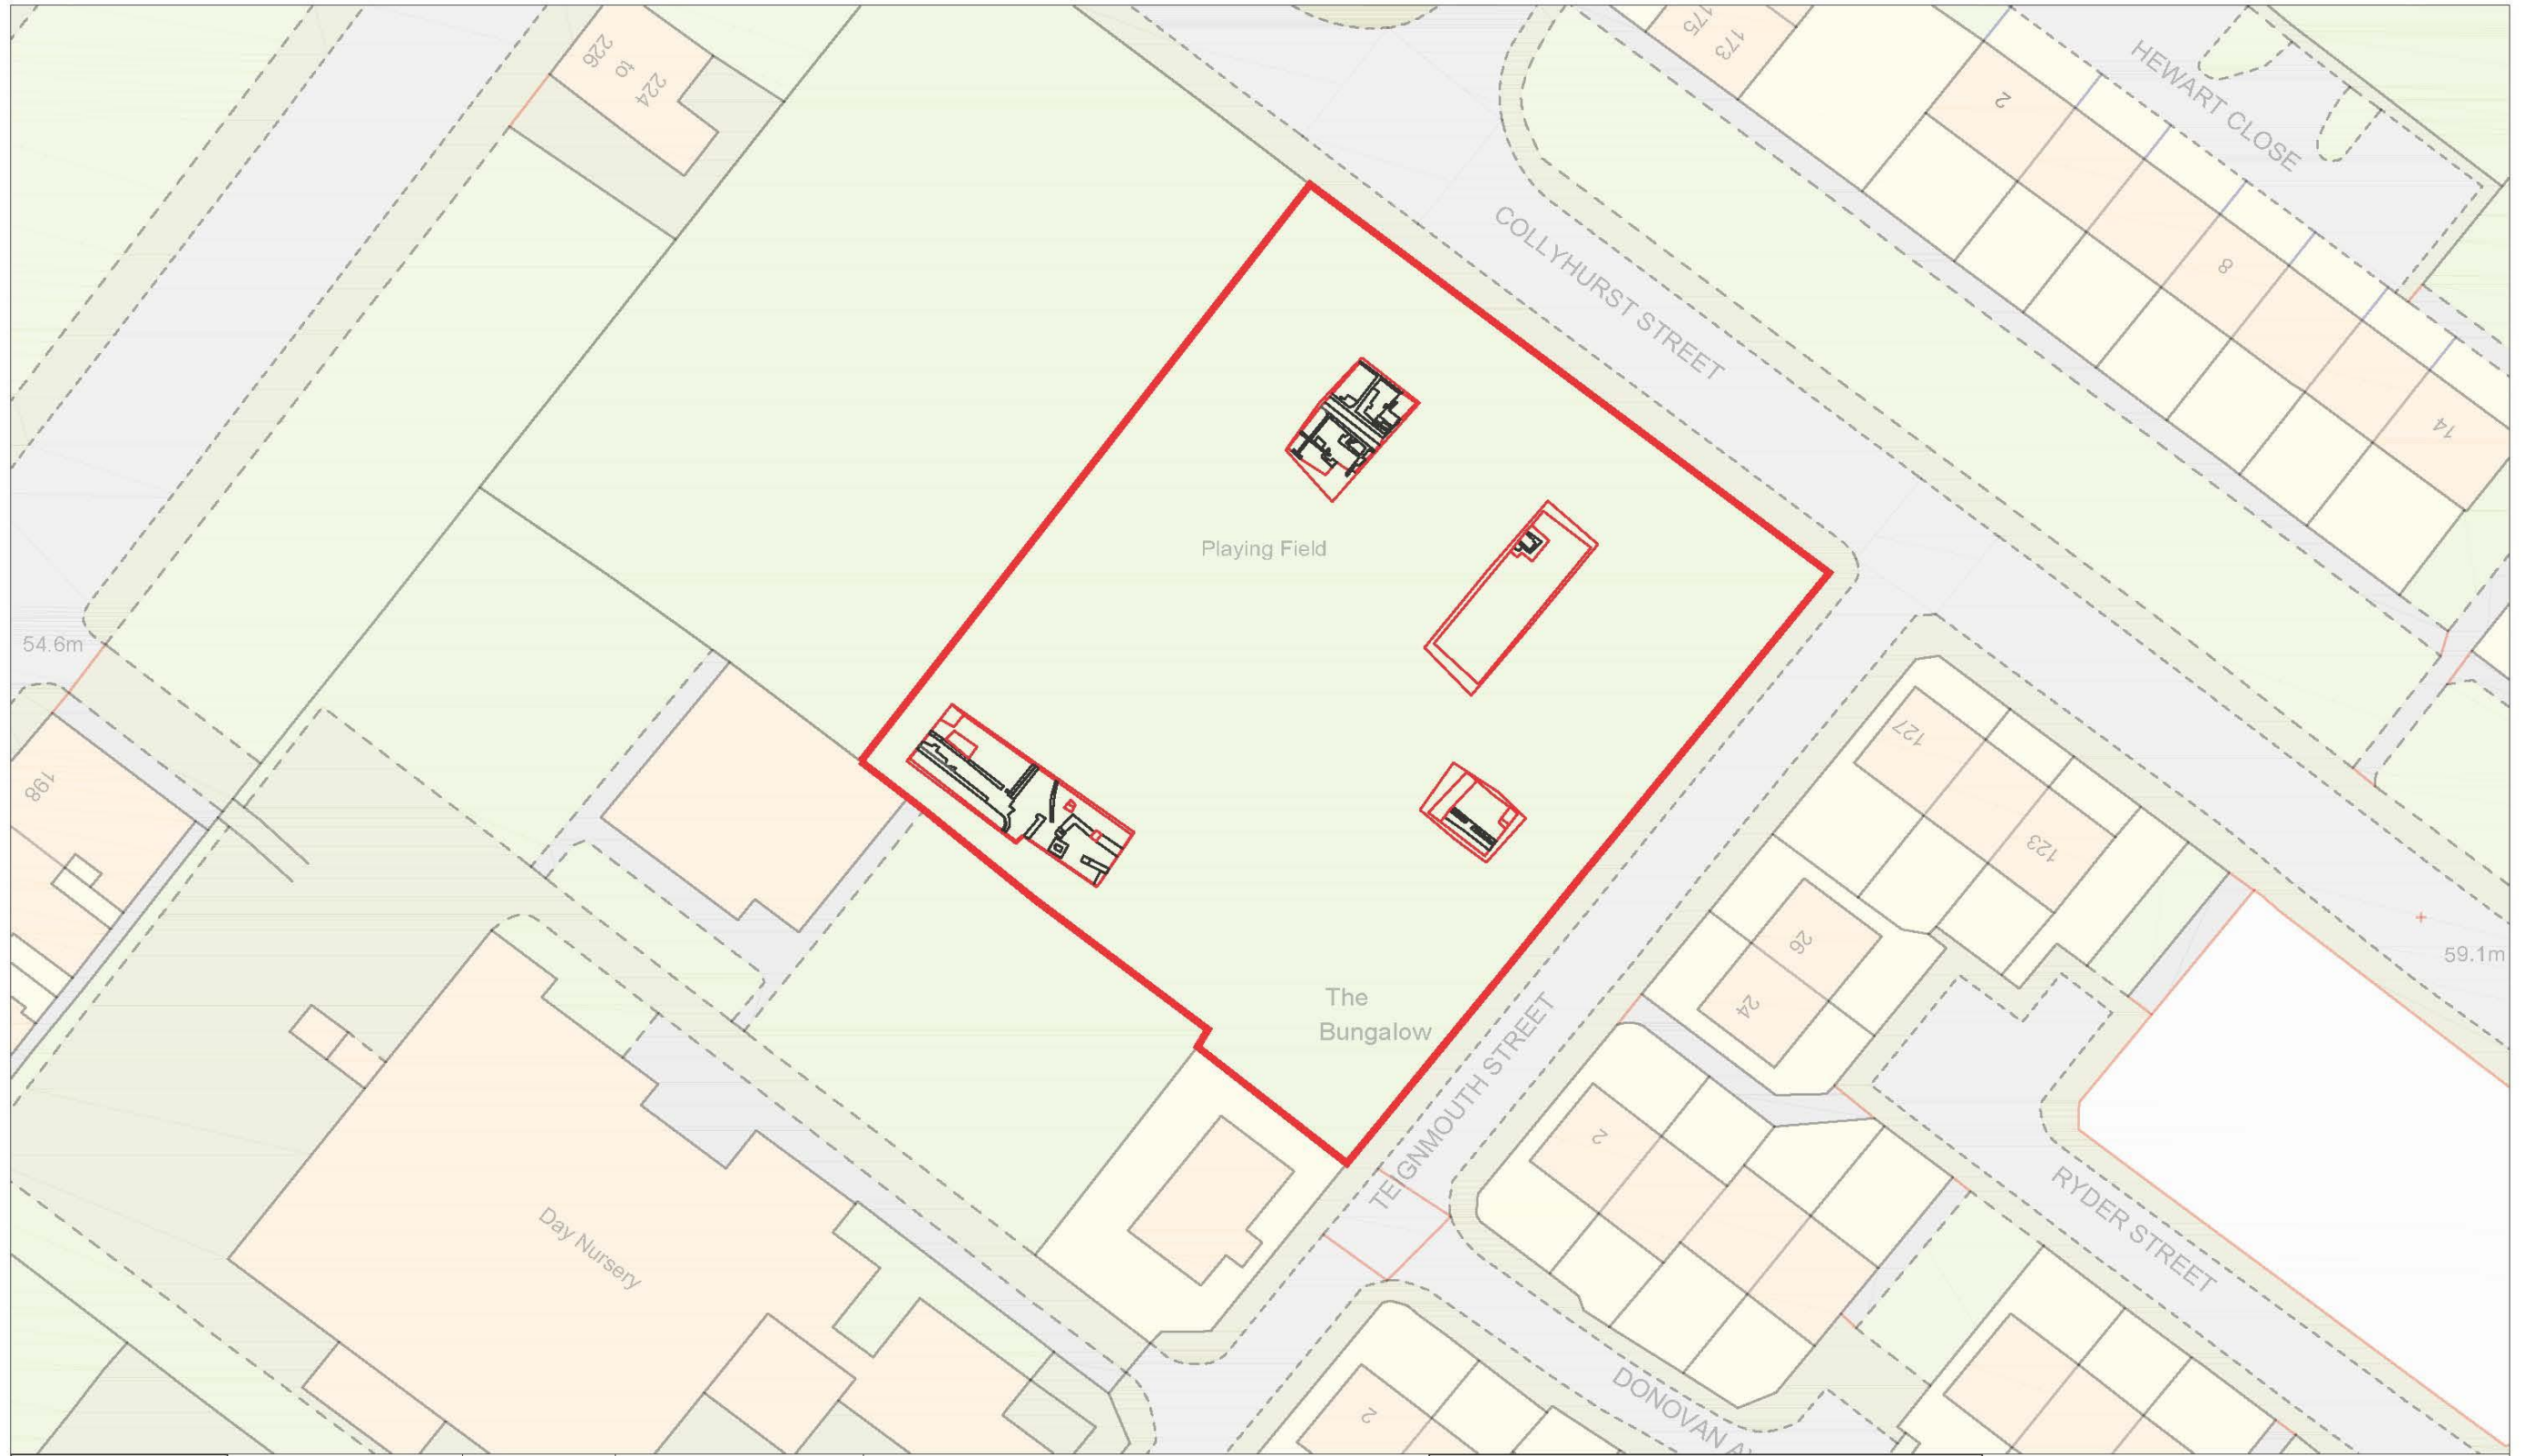 226
to
224
175
173
HEWART CLOSE
2
8
14
COLLYHURST STREET
Playing Field
54.6m
198
127
123
26
24
59.1m
The
Bungalow
TEIGNMOUTH STREET
2
RYDER STREET
Day Nursery
DONOVAN A
2